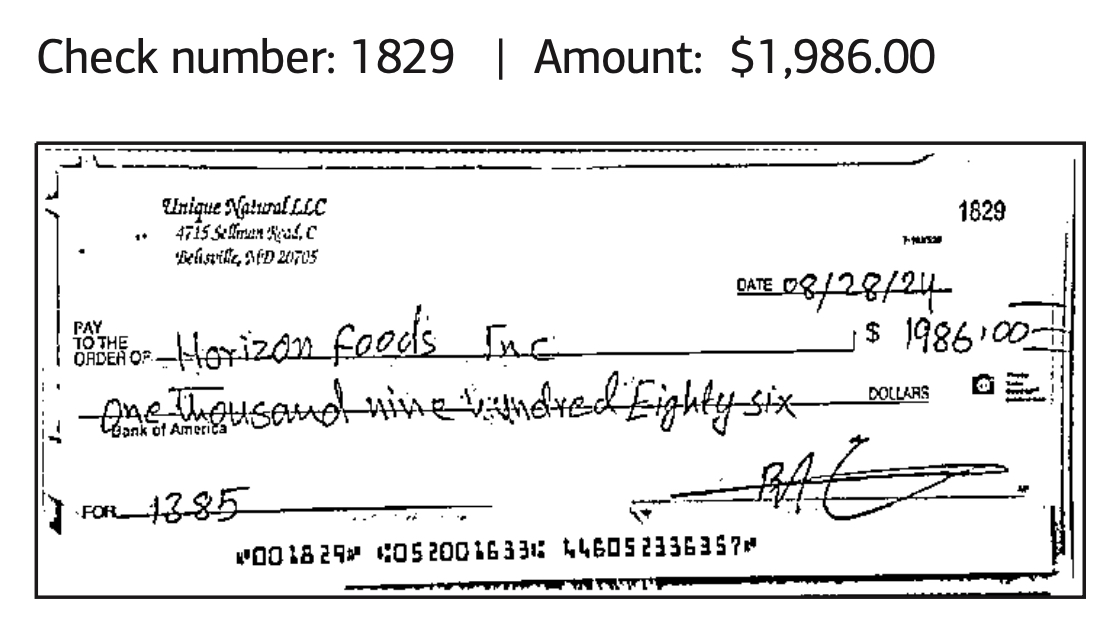 Check number: 1829 | Amount: $1,986.00
Unique Natural LLC
1829
4715 Sellman Road, C
Beltsville, MD 20705
DATE 08/28/24
PAY TO THE ORDER OF Horizon foods Inc $ 1986.00
One Thousand nine hundred Eighty six DOLLARS
Bank of America
FOR 1385
⑈001829⑈ ⑆052001633⑆ 446052336357⑈